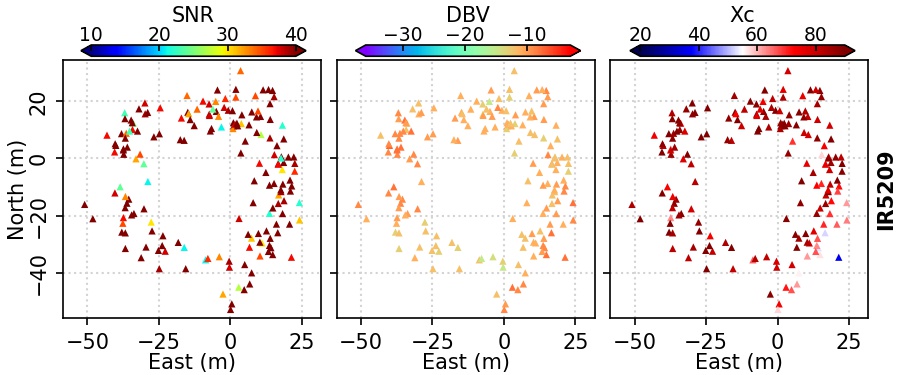 SNR DBV Xc
10 20 30 40 −30 −20 −10 20 40 60 80
20
0
−20
−40
North (m)
IR5209
−50 −25 0 25 −50 −25 0 25 −50 −25 0 25
East (m) East (m) East (m)